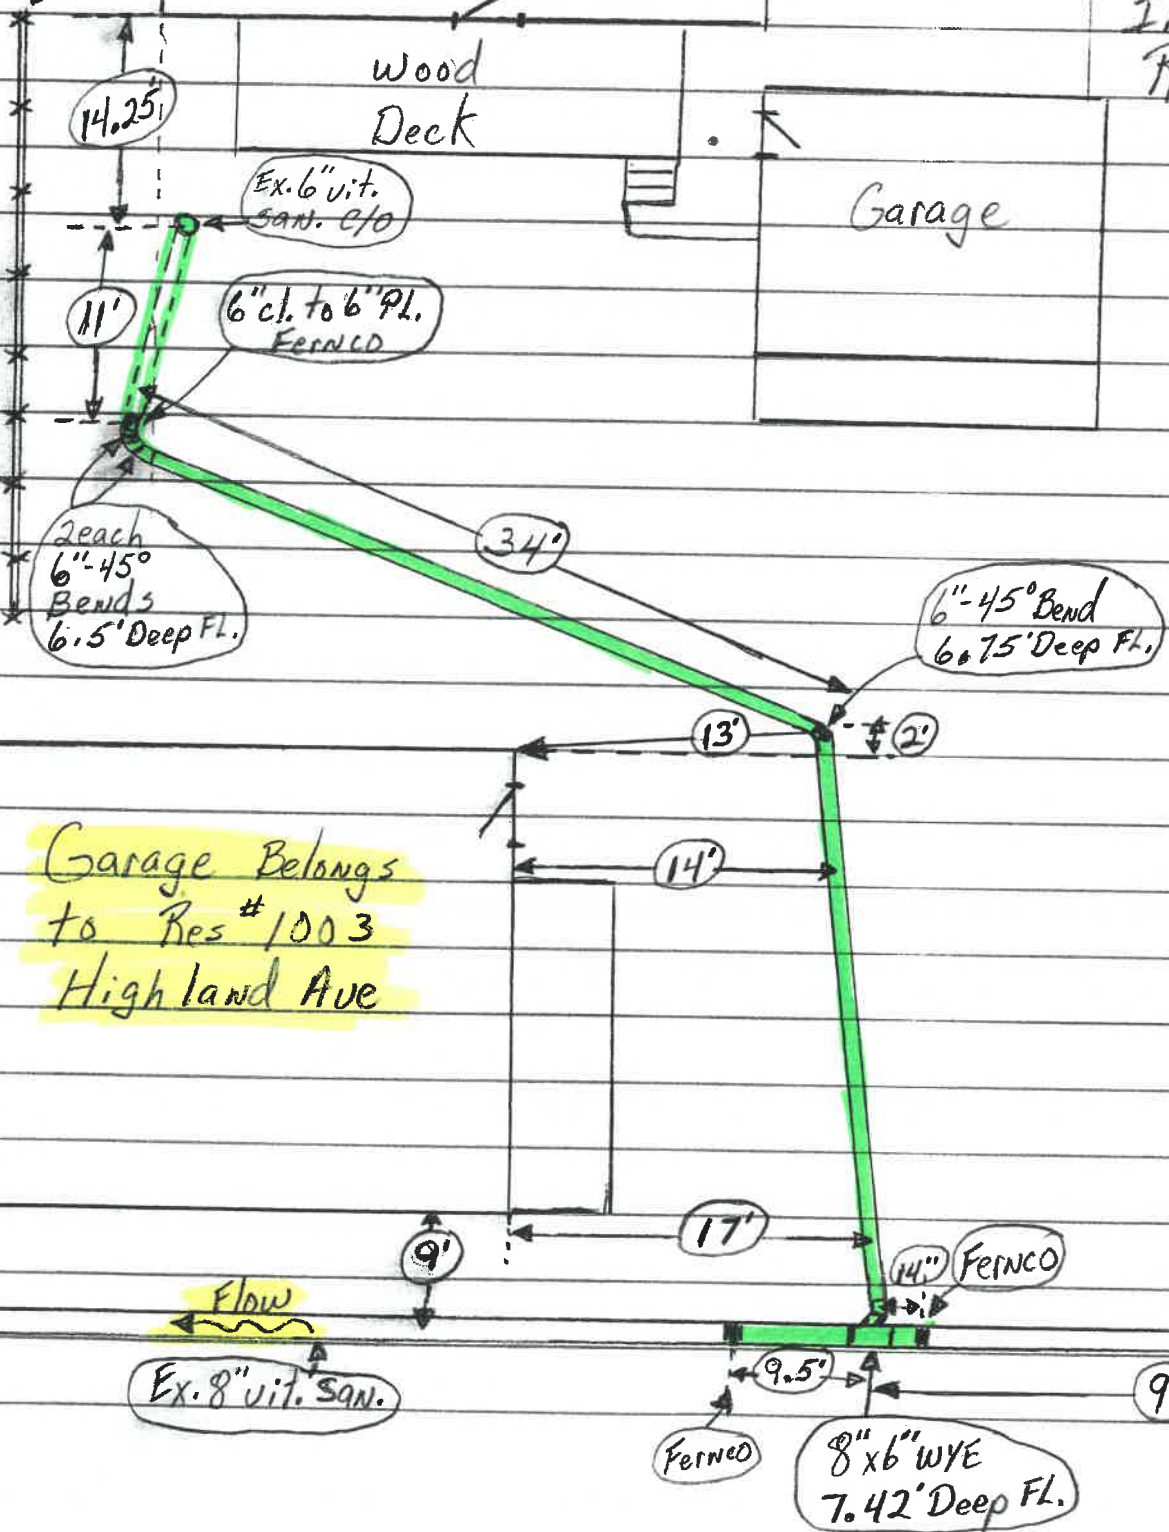 Wood
Deck
14.25'
Ex. 6" vit.
SAN. C/O
Garage
11'
6" cl. to 6" PL.
FERNCO
34'
2 each
6"-45°
Bends
6.5' Deep FL.
6"-45° Bend
6.75' Deep FL.
13'
2'
14'
Garage Belongs
to Res #1003
Highland Ave
17'
9'
14"
FERNCO
Flow
Ex. 8" vit. SAN.
9.5'
9
Fernco
8"x6" WYE
7.42' Deep FL.